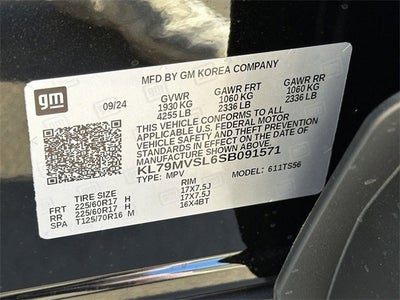 gm
MFD BY GM KOREA COMPANY
09/24 GVWR GAWR FRT GAWR RR
1930 KG 1060 KG 1060 KG
4255 LB 2336 LB 2336 LB
THIS VEHICLE CONFORMS TO ALL
APPLICABLE U.S. FEDERAL MOTOR
VEHICLE SAFETY AND THEFT PREVENTION
STANDARDS IN EFFECT ON THE DATE OF
MANUFACTURE SHOWN ABOVE.
KL79MVSL6SB091571
TYPE: MPV MODEL: 611TS56
TIRE SIZE RIM
FRT 225/60R17 H 17X7.5J
RR 225/60R17 H 17X7.5J
SPA T125/70R16 M 16X4BT